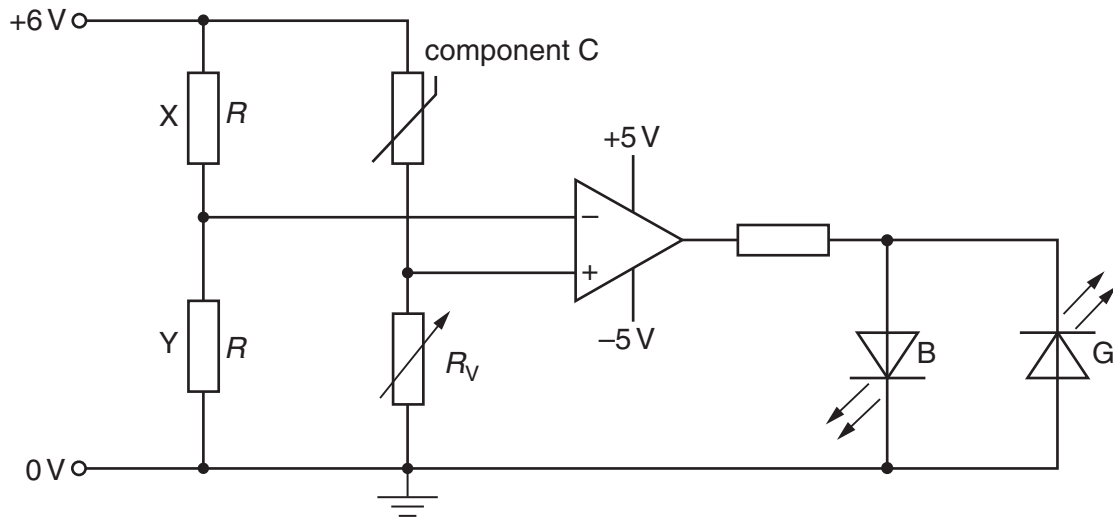 +6 V
component C
X R
+5 V
–
+
–5 V
Y R
R_V
B
G
0 V